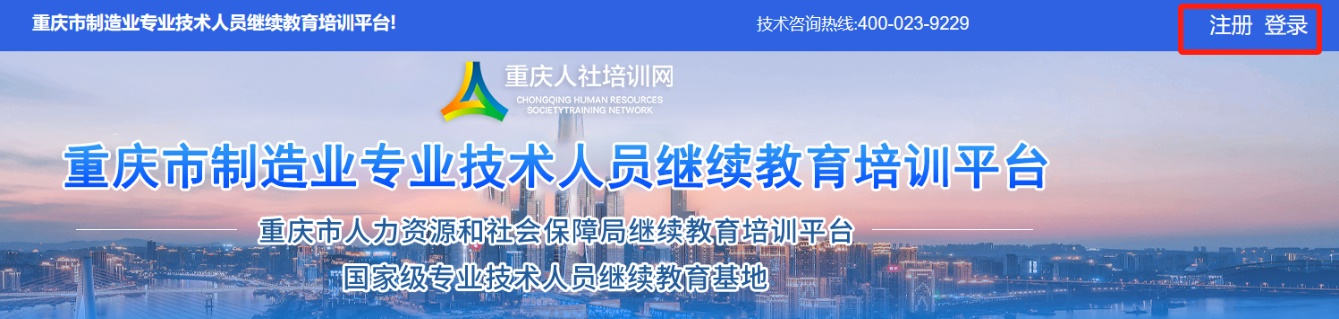 重庆市制造业专业技术人员继续教育培训平台!
技术咨询热线:400-023-9229
注册 登录
重庆人社培训网
CHONGQING HUMAN RESOURCES
SOCIETYTRAINING NETWORK
重庆市制造业专业技术人员继续教育培训平台
重庆市人力资源和社会保障局继续教育培训平台
国家级专业技术人员继续教育基地